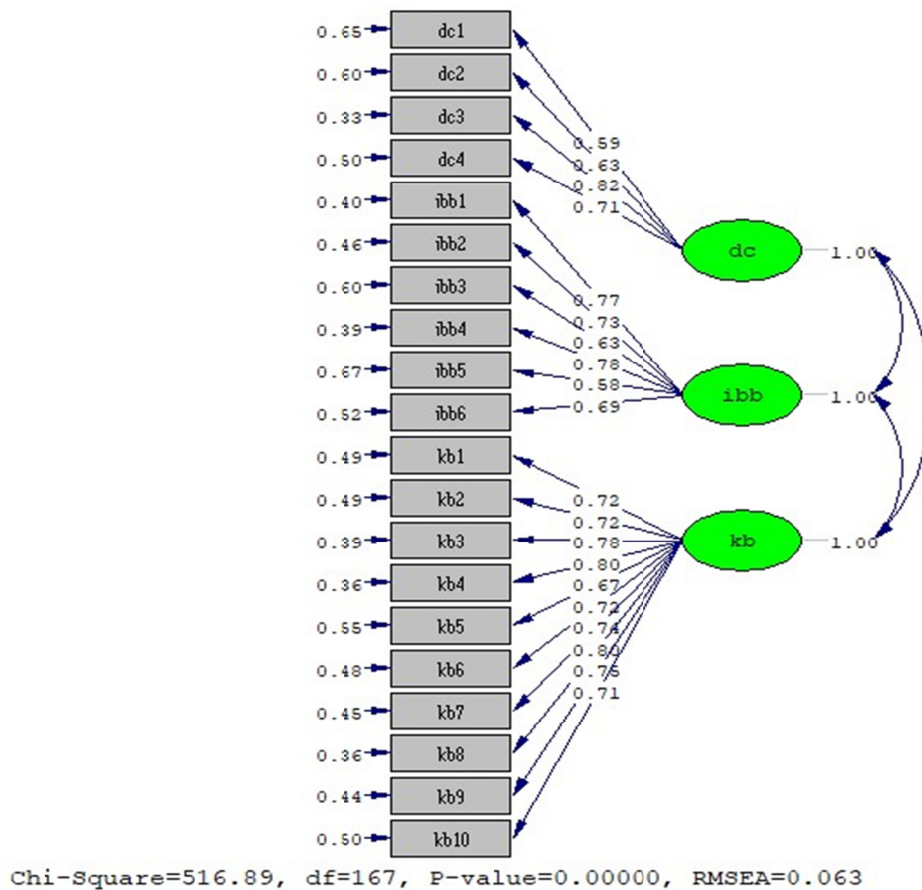 0.65 dc1
0.60 dc2
0.59
0.33 dc3
0.63
0.82
0.50 dc4
0.71
0.40 ibb1
0.46 ibb2
dc 1.00
0.60 ibb3
0.77
0.73
0.39 ibb4
0.63
0.78
0.67 ibb5
0.58
ibb 1.00
0.52 ibb6
0.69
0.49 kb1
0.49 kb2
0.72
0.72
0.39 kb3
0.78
kb 1.00
0.36 kb4
0.80
0.67
0.55 kb5
0.72
0.74
0.48 kb6
0.80
0.75
0.45 kb7
0.71
0.36 kb8
0.44 kb9
0.50 kb10
Chi-Square=516.89, df=167, P-value=0.00000, RMSEA=0.063